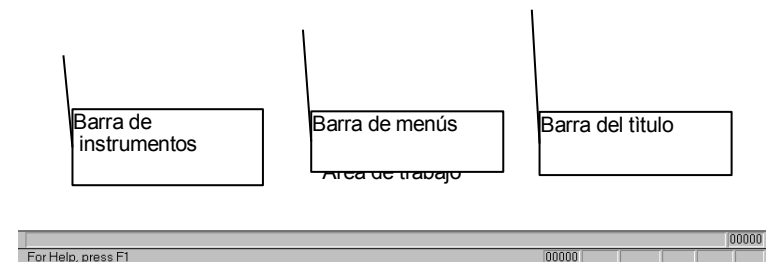 Barra de
instrumentos
Barra de menús
Barra del tìtulo
Area de trabajo
00000
For Help, press F1
00000